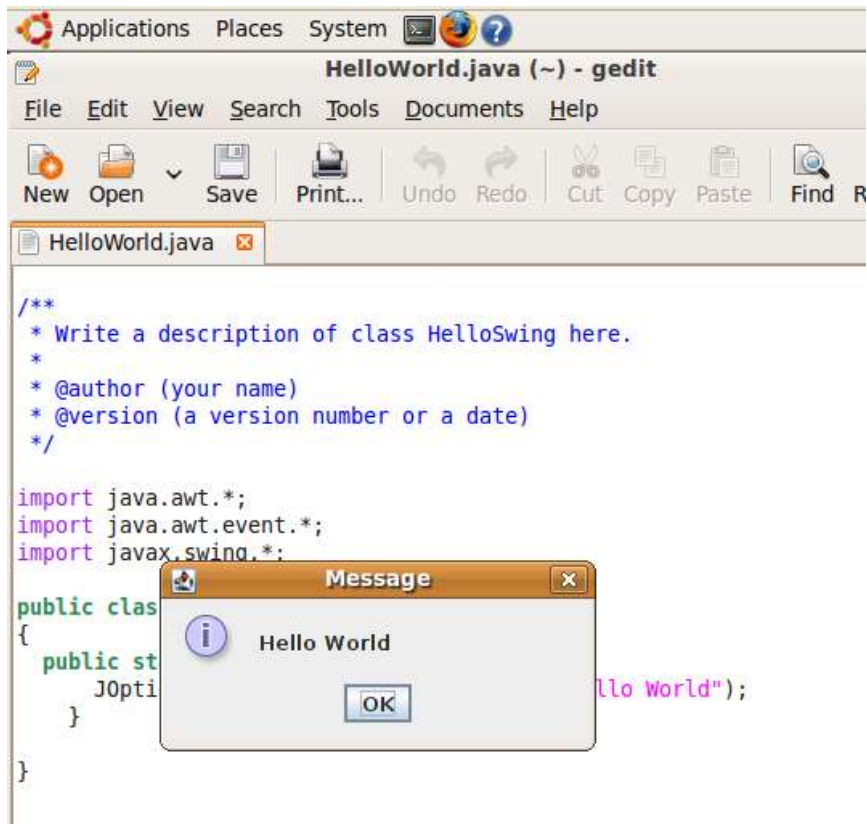 Applications Places System
HelloWorld.java (~) - gedit
File Edit View Search Tools Documents Help
New Open Save Print... Undo Redo Cut Copy Paste Find R
HelloWorld.java
/**
 * Write a description of class HelloSwing here.
 *
 * @author (your name)
 * @version (a version number or a date)
 */
import java.awt.*;
import java.awt.event.*;
import javax.swing.*;
Message
public clas
{
Hello World
public st
JOpti llo World");
OK
}
}